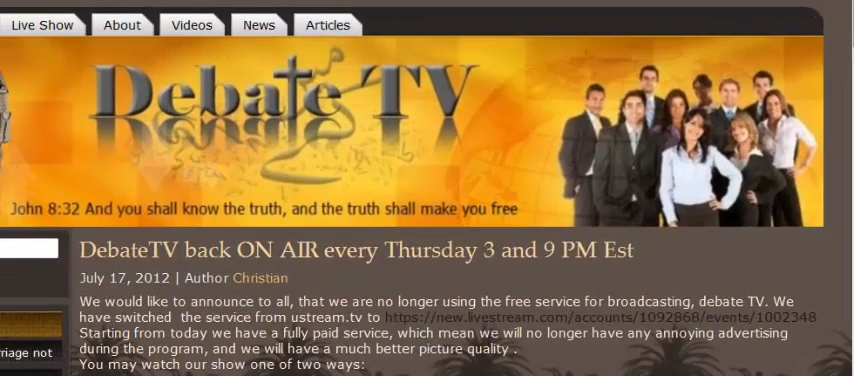 Live Show About Videos News Articles
Debate TV
John 8:32 And you shall know the truth, and the truth shall make you free
DebateTV back ON AIR every Thursday 3 and 9 PM Est
July 17, 2012 | Author Christian
We would like to announce to all, that we are no longer using the free service for broadcasting, debate TV. We
have switched the service from ustream.tv to https://new.livestream.com/accounts/1092868/events/1002348
Starting from today we have a fully paid service, which mean we will no longer have any annoying advertising
during the program, and we will have a much better picture quality .
riage not
You may watch our show one of two ways: